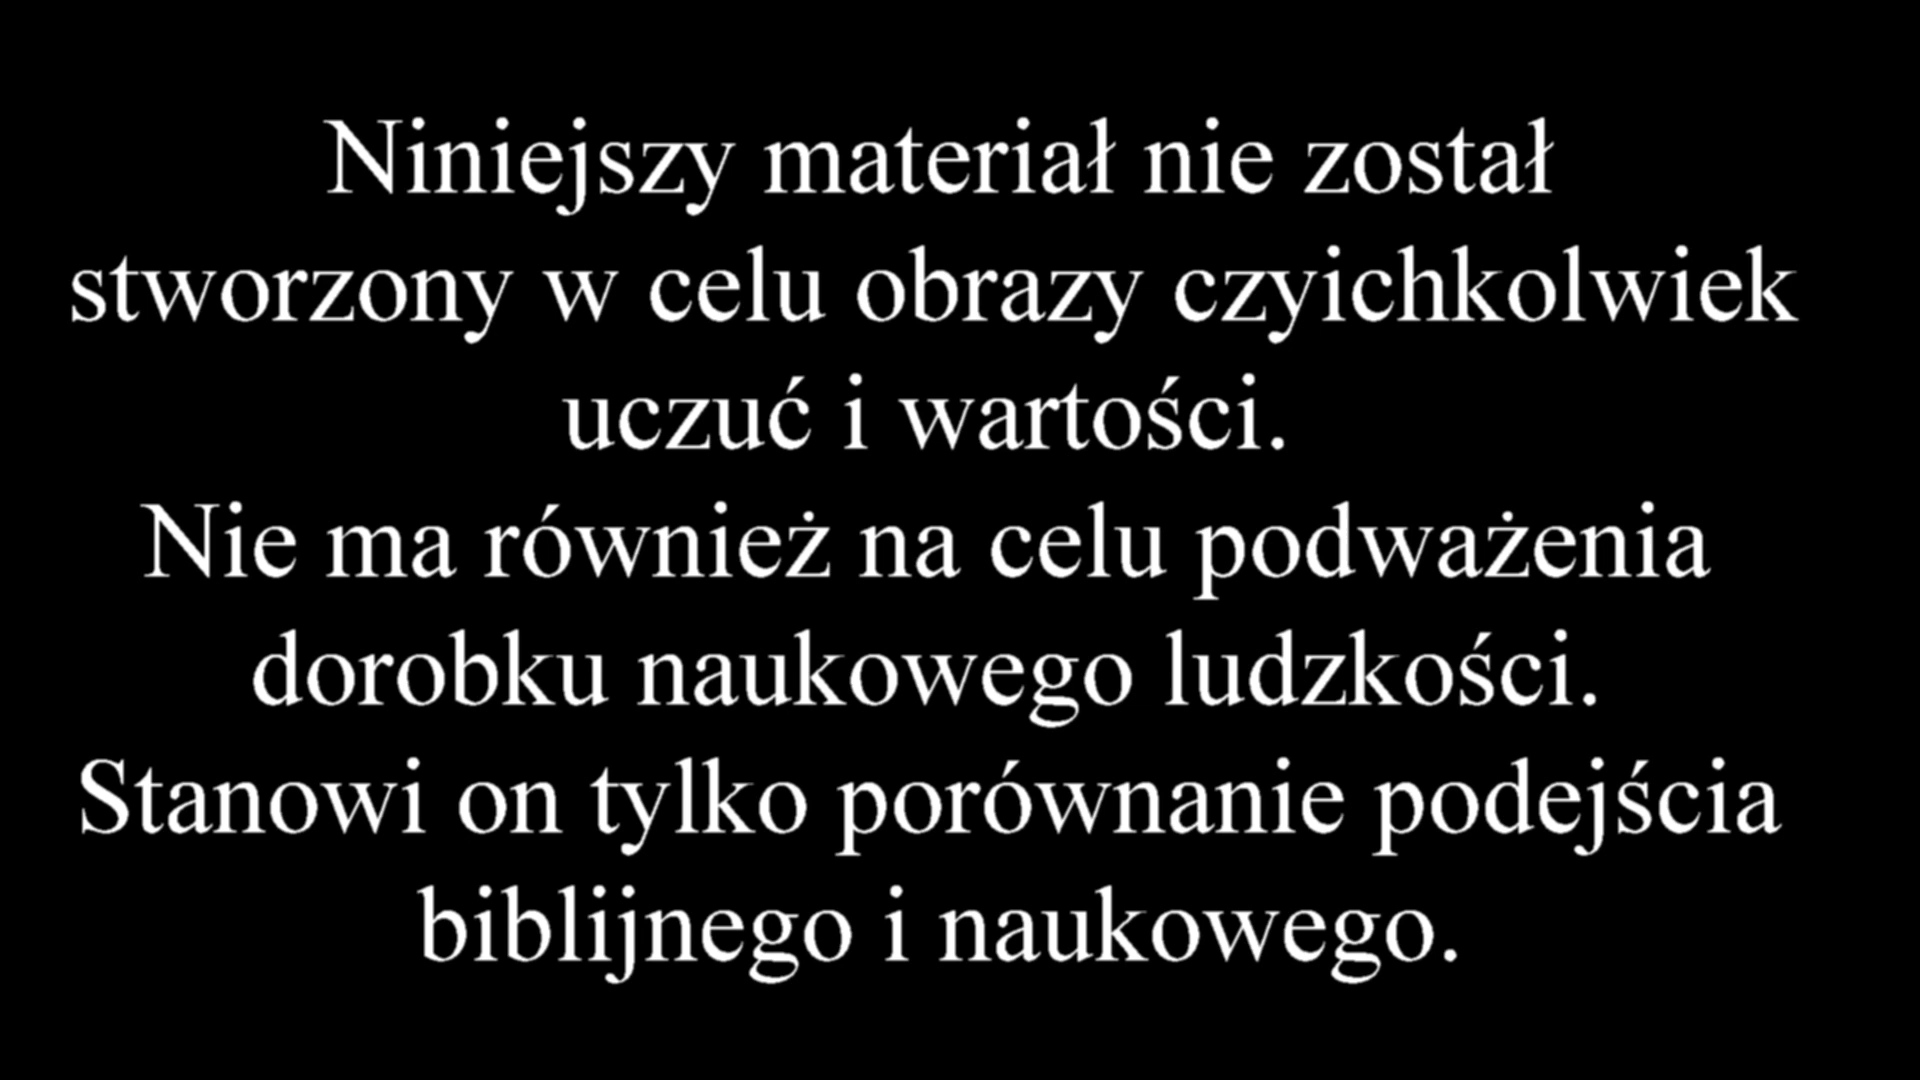 Niniejszy materiał nie został
stworzony w celu obrazy czyichkolwiek
uczuć i wartości.
Nie ma również na celu podważenia
dorobku naukowego ludzkości.
Stanowi on tylko porównanie podejścia
biblijnego i naukowego.